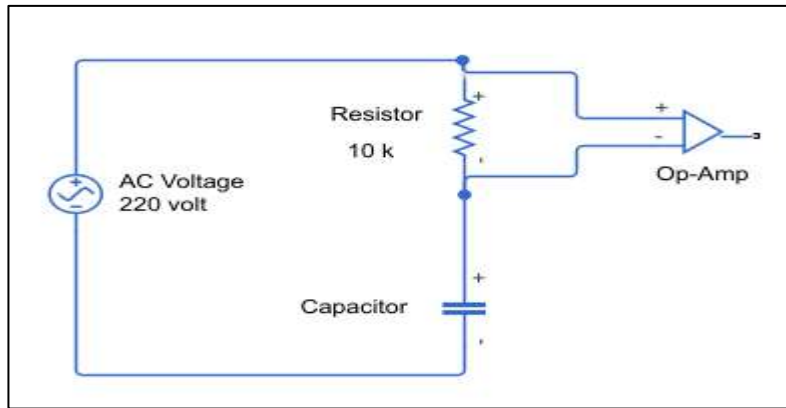 Resistor
10 k
AC Voltage
220 volt
Op-Amp
Capacitor
+
-
+
-
+
-
+
-